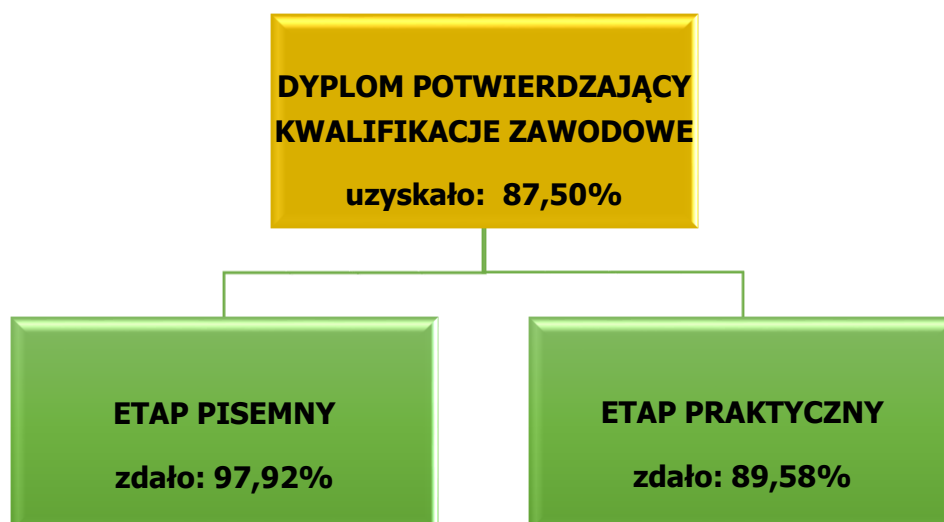 DYPLOM POTWIERDZAJĄCY
KWALIFIKACJE ZAWODOWE
uzyskało: 87,50%
ETAP PISEMNY
zdało: 97,92%
ETAP PRAKTYCZNY
zdało: 89,58%